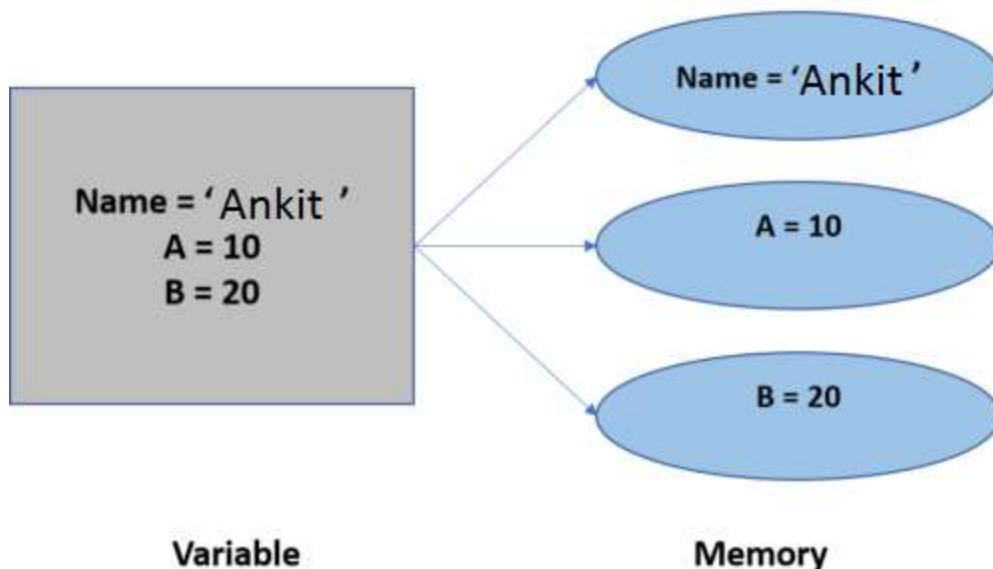 Name = ‘Ankit’
Name = ‘Ankit ’
A = 10
B = 20
A = 10
B = 20
Variable
Memory